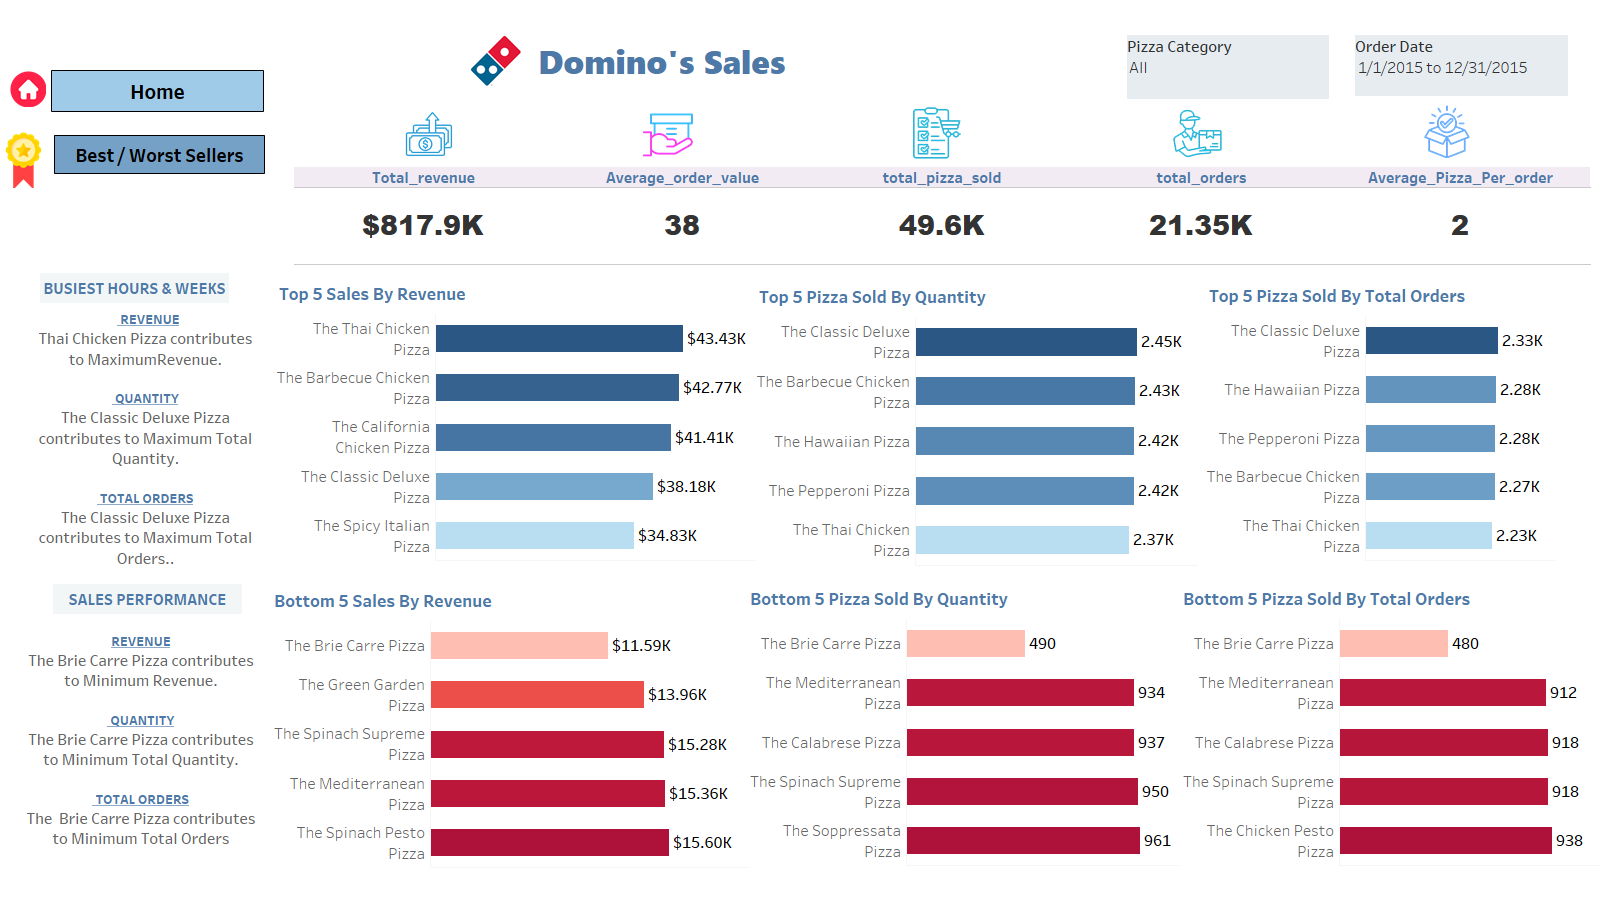 Domino's Sales
Pizza Category
All
Order Date
1/1/2015 to 12/31/2015
Home
Best / Worst Sellers
Total_revenue
Average_order_value
total_pizza_sold
total_orders
Average_Pizza_Per_order
$817.9K
38
49.6K
21.35K
2
BUSIEST HOURS & WEEKS
REVENUE
Thai Chicken Pizza contributes
to MaximumRevenue.
QUANTITY
The Classic Deluxe Pizza
contributes to Maximum Total
Quantity.
TOTAL ORDERS
The Classic Deluxe Pizza
contributes to Maximum Total
Orders..
Top 5 Sales By Revenue
The Thai Chicken
Pizza
$43.43K
The Barbecue Chicken
Pizza
$42.77K
The California
Chicken Pizza
$41.41K
The Classic Deluxe
Pizza
$38.18K
The Spicy Italian
Pizza
$34.83K
Top 5 Pizza Sold By Quantity
The Classic Deluxe
Pizza
2.45K
The Barbecue Chicken
Pizza
2.43K
The Hawaiian Pizza
2.42K
The Pepperoni Pizza
2.42K
The Thai Chicken
Pizza
2.37K
Top 5 Pizza Sold By Total Orders
The Classic Deluxe
Pizza
2.33K
The Hawaiian Pizza
2.28K
The Pepperoni Pizza
2.28K
The Barbecue Chicken
Pizza
2.27K
The Thai Chicken
Pizza
2.23K
SALES PERFORMANCE
REVENUE
The Brie Carre Pizza contributes
to Minimum Revenue.
QUANTITY
The Brie Carre Pizza contributes
to Minimum Total Quantity.
TOTAL ORDERS
The  Brie Carre Pizza contributes
to Minimum Total Orders
Bottom 5 Sales By Revenue
The Brie Carre Pizza
$11.59K
The Green Garden
Pizza
$13.96K
The Spinach Supreme
Pizza
$15.28K
The Mediterranean
Pizza
$15.36K
The Spinach Pesto
Pizza
$15.60K
Bottom 5 Pizza Sold By Quantity
The Brie Carre Pizza
490
The Mediterranean
Pizza
934
The Calabrese Pizza
937
The Spinach Supreme
Pizza
950
The Soppressata
Pizza
961
Bottom 5 Pizza Sold By Total Orders
The Brie Carre Pizza
480
The Mediterranean
Pizza
912
The Calabrese Pizza
918
The Spinach Supreme
Pizza
918
The Chicken Pesto
Pizza
938